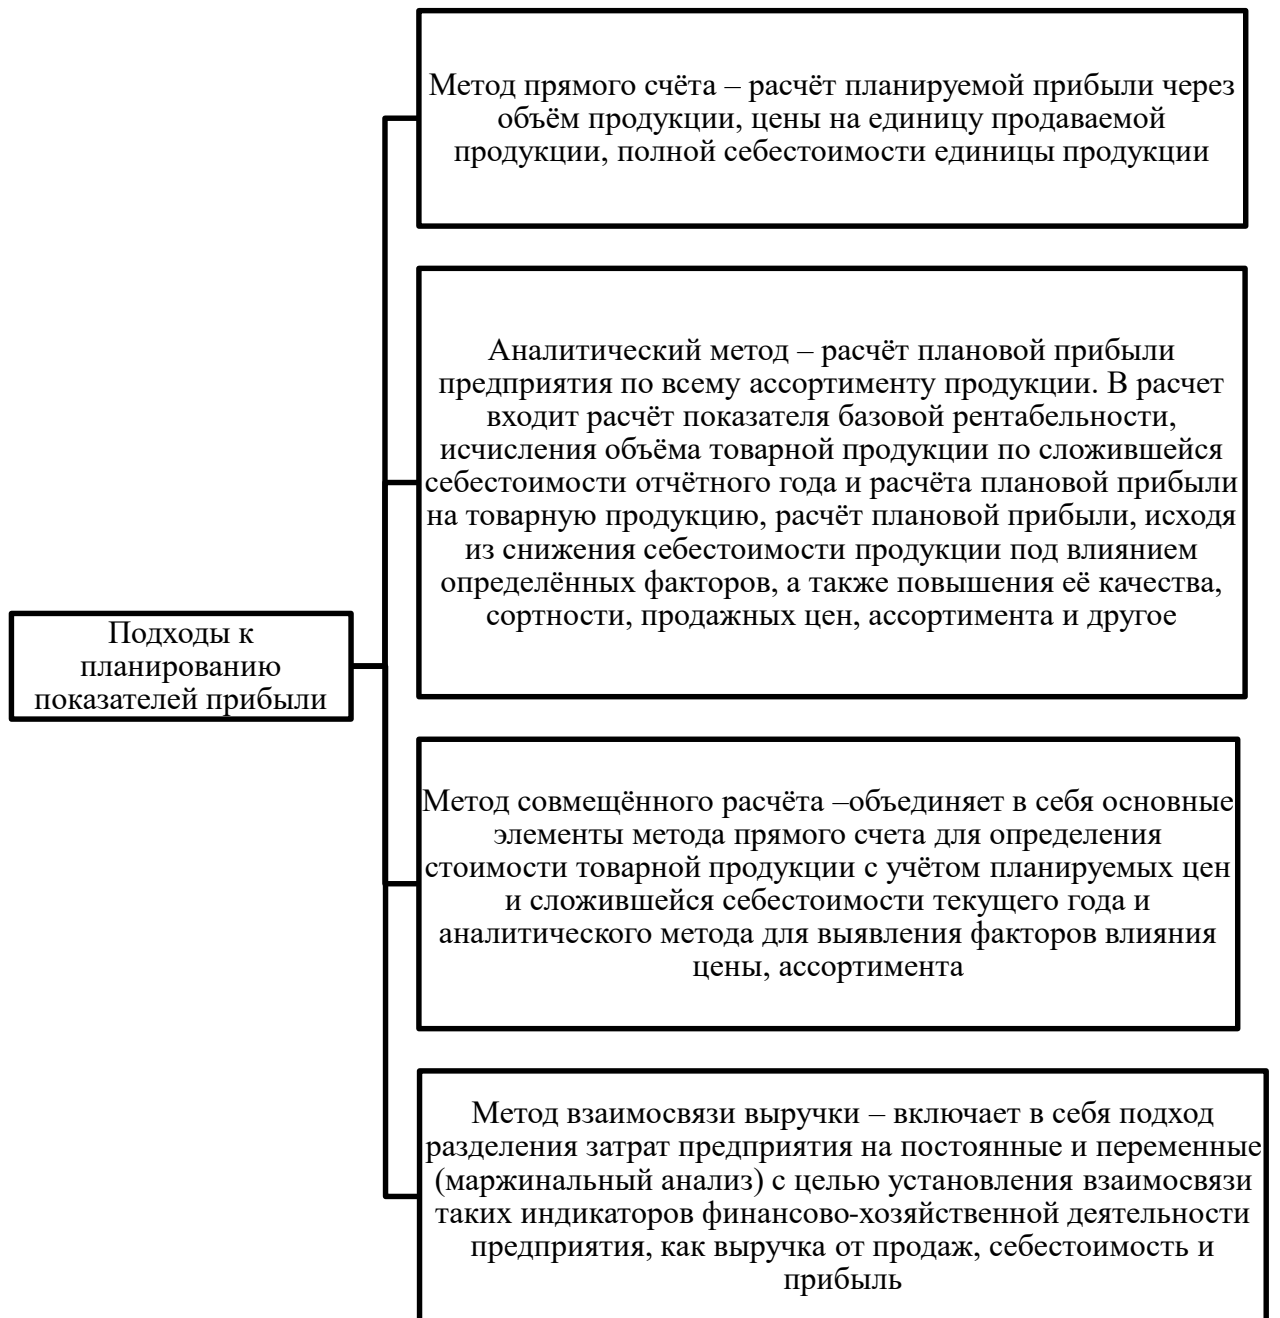 Метод прямого счёта – расчёт планируемой прибыли через
объём продукции, цены на единицу продаваемой
продукции, полной себестоимости единицы продукции
Аналитический метод – расчёт плановой прибыли
предприятия по всему ассортименту продукции. В расчет
входит расчёт показателя базовой рентабельности,
исчисления объёма товарной продукции по сложившейся
себестоимости отчётного года и расчёта плановой прибыли
на товарную продукцию, расчёт плановой прибыли, исходя
из снижения себестоимости продукции под влиянием
определённых факторов, а также повышения её качества,
сортности, продажных цен, ассортимента и другое
Подходы к
планированию
показателей прибыли
Метод совмещённого расчёта –объединяет в себя основные
элементы метода прямого счета для определения
стоимости товарной продукции с учётом планируемых цен
и сложившейся себестоимости текущего года и
аналитического метода для выявления факторов влияния
цены, ассортимента
Метод взаимосвязи выручки – включает в себя подход
разделения затрат предприятия на постоянные и переменные
(маржинальный анализ) с целью установления взаимосвязи
таких индикаторов финансово-хозяйственной деятельности
предприятия, как выручка от продаж, себестоимость и
прибыль